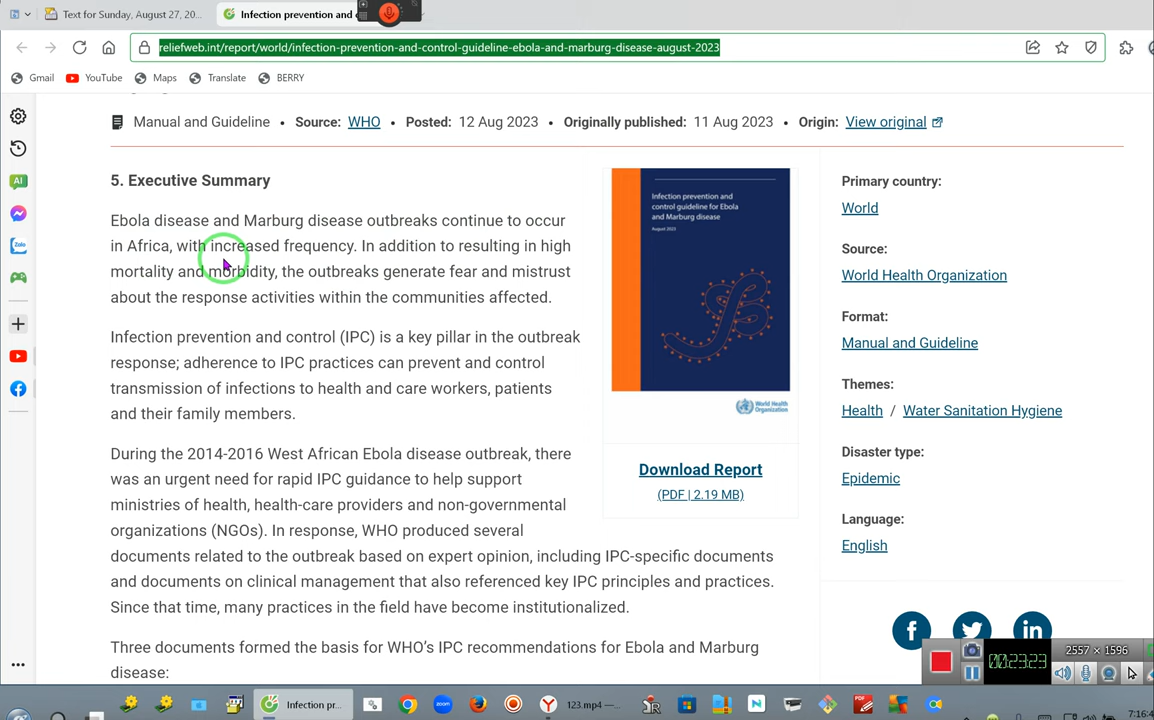 Text for Sunday, August 27, 20...
Infection prevention and
reliefweb.int/report/world/infection-prevention-and-control-guideline-ebola-and-marburg-disease-august-2023
Gmail YouTube Maps Translate BERRY
Manual and Guideline • Source: WHO • Posted: 12 Aug 2023 • Originally published: 11 Aug 2023 • Origin: View original
5. Executive Summary
Ebola disease and Marburg disease outbreaks continue to occur
in Africa, with increased frequency. In addition to resulting in high
mortality and morbidity, the outbreaks generate fear and mistrust
about the response activities within the communities affected.
Infection prevention and control (IPC) is a key pillar in the outbreak
response; adherence to IPC practices can prevent and control
transmission of infections to health and care workers, patients
and their family members.
During the 2014-2016 West African Ebola disease outbreak, there
was an urgent need for rapid IPC guidance to help support
ministries of health, health-care providers and non-governmental
organizations (NGOs). In response, WHO produced several
documents related to the outbreak based on expert opinion, including IPC-specific documents
and documents on clinical management that also referenced key IPC principles and practices.
Since that time, many practices in the field have become institutionalized.
Three documents formed the basis for WHO's IPC recommendations for Ebola and Marburg
disease:
Infection prevention and
control guideline for Ebola
and Marburg disease
August 2023
World Health
Organization
Download Report
(PDF | 2.19 MB)
Primary country:
World
Source:
World Health Organization
Format:
Manual and Guideline
Themes:
Health / Water Sanitation Hygiene
Disaster type:
Epidemic
Language:
English
AI
Zalo
2557 × 1596
00:23:23
Infection pr...
zoom
123.mp4 —...
PDF
7:16:4